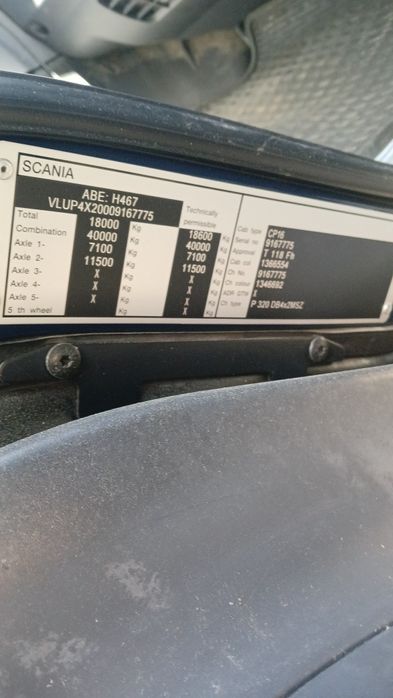 SCANIA
ABE: H467
VLUP4X20009167775
Technically
permissible
Total 18000 Kg 18600 Kg
Combination 40000 Kg 40000 Kg
Axle 1- 7100 Kg 7100 Kg
Axle 2- 11500 Kg 11500 Kg
Axle 3- X Kg X Kg
Axle 4- X Kg X Kg
Axle 5- X Kg X Kg
5 th wheel X Kg X Kg
Cab type CP16
Serial no 9167775
Approval T 118 Fh
Cab col 1366554
Ch No. 9167775
Ch colour 1346692
ADR GTW X
Ch type P 320 DB4x2MSZ